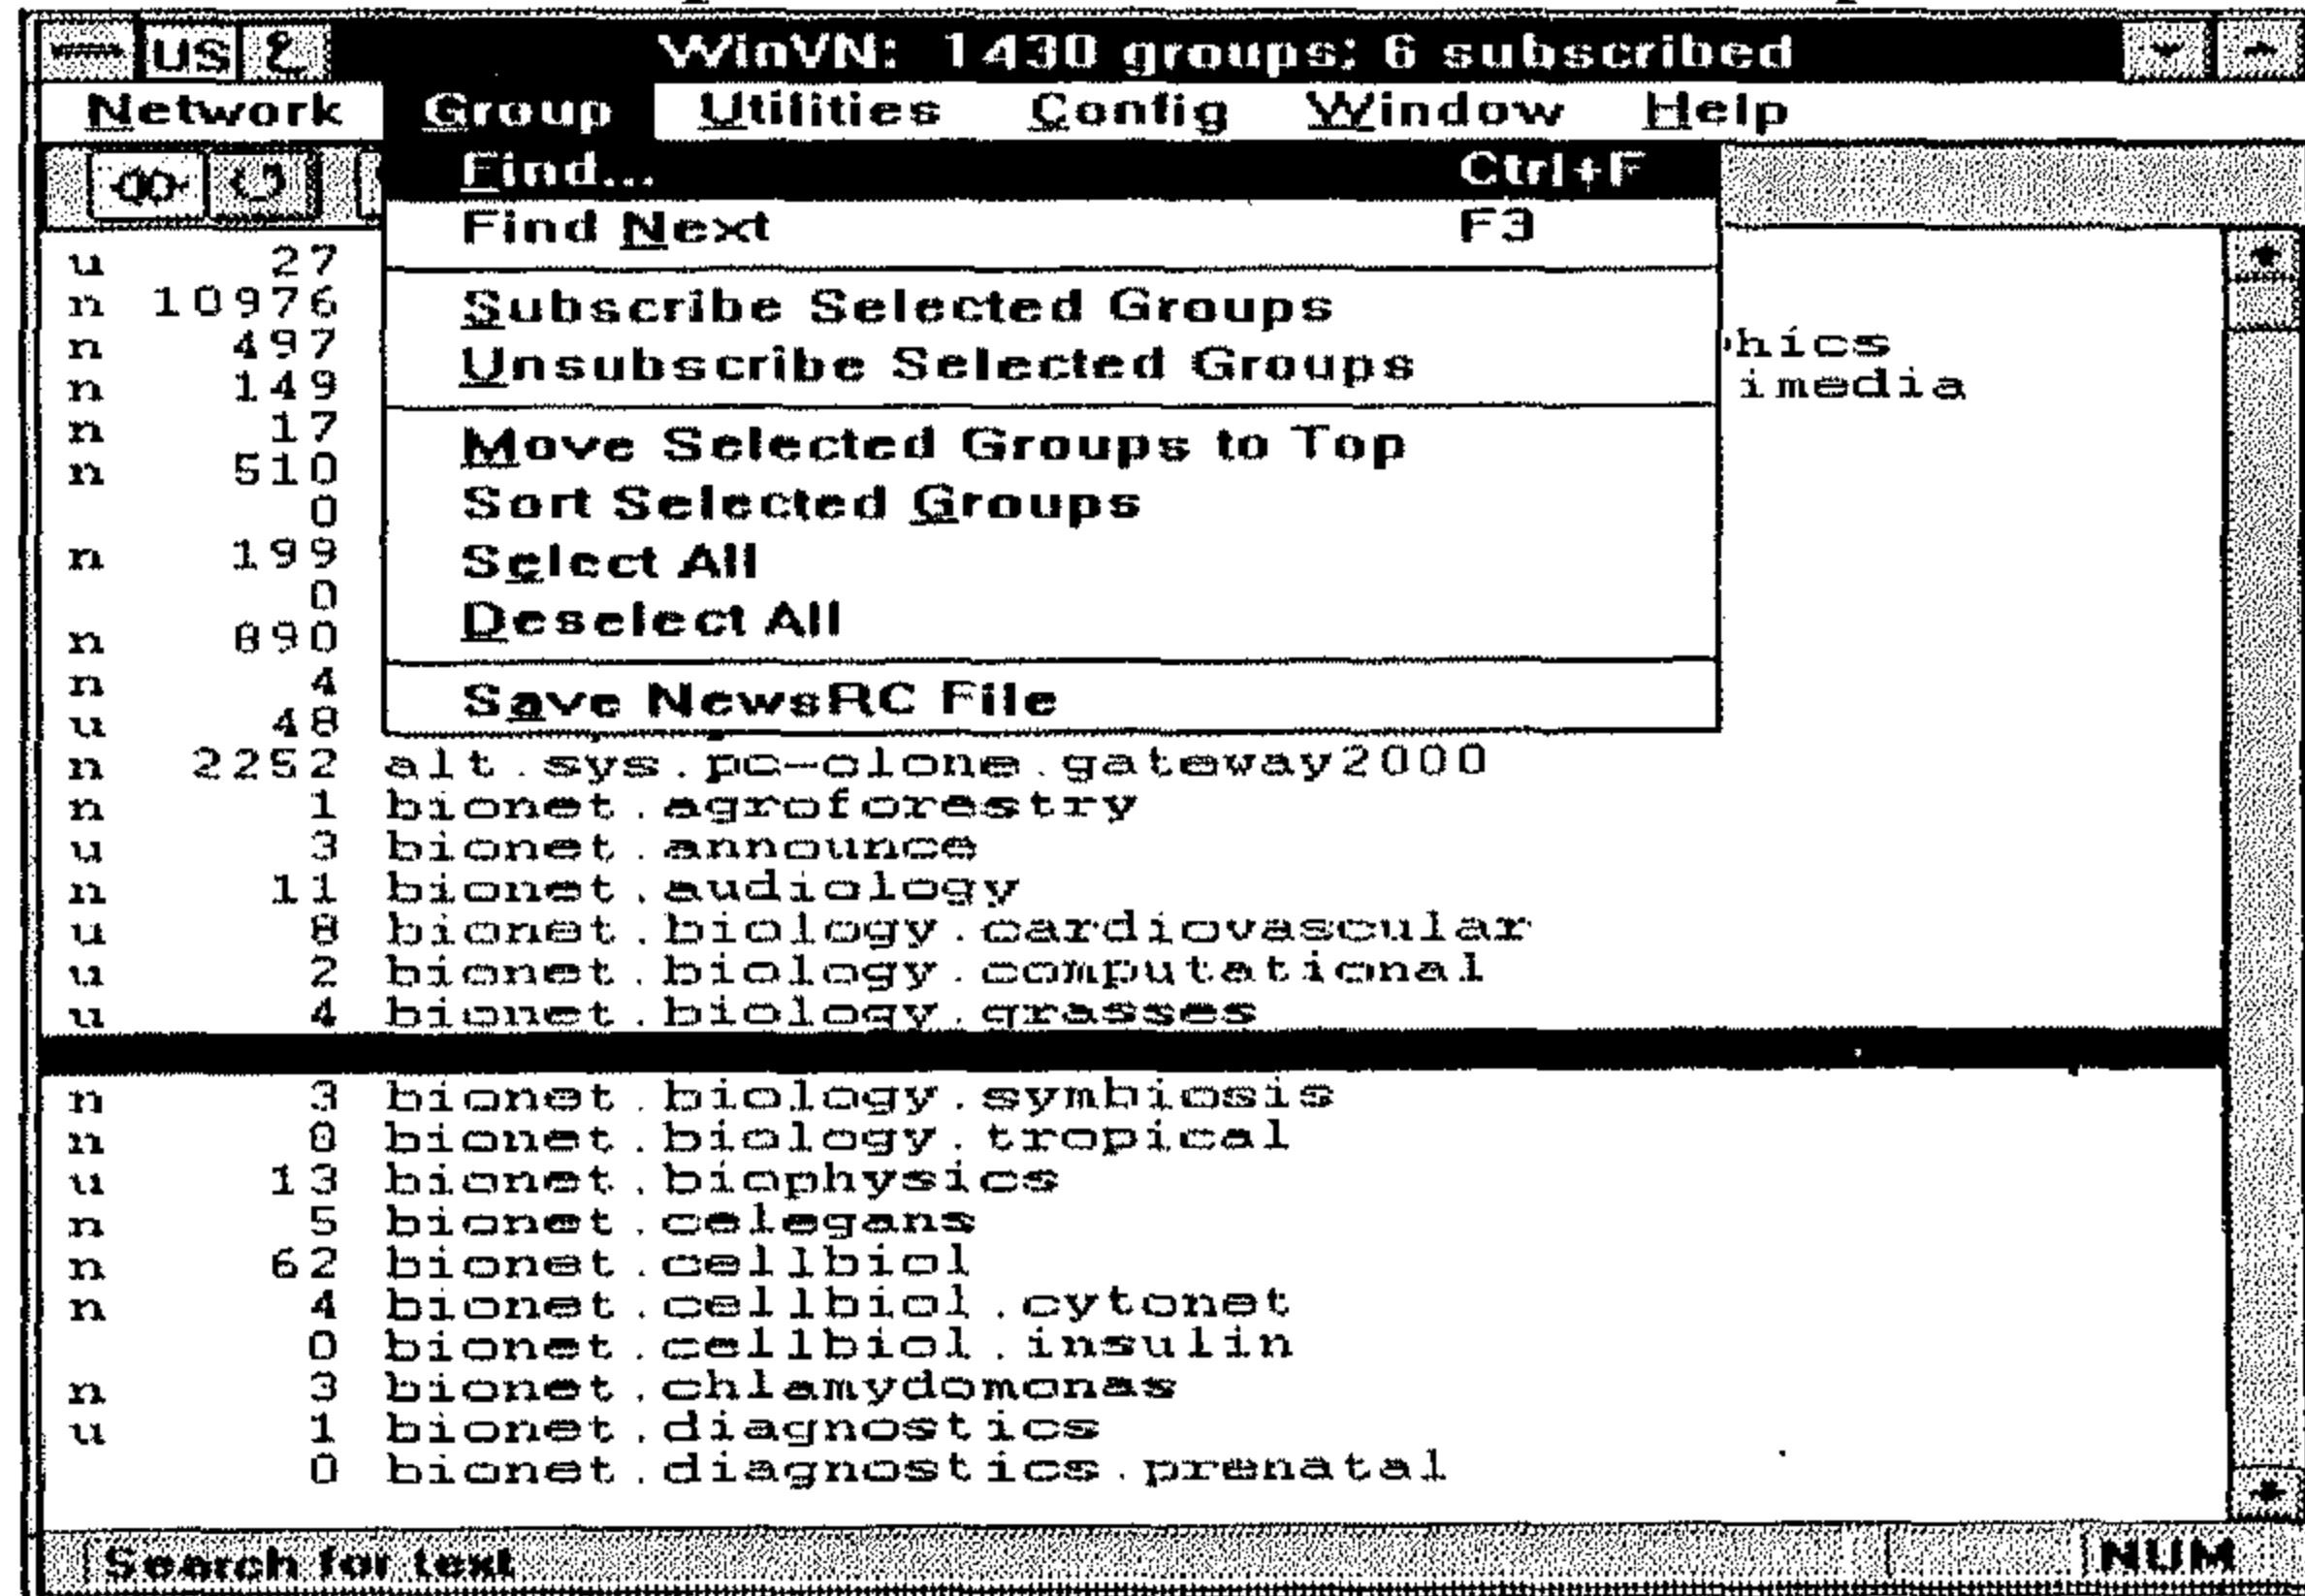 US
WinVN: 1430 groups; 6 subscribed
Network Group Utilities Config Window Help
Find... Ctrl+F
Find Next F3
Subscribe Selected Groups
Unsubscribe Selected Groups
Move Selected Groups to Top
Sort Selected Groups
Select All
Deselect All
Save NewsRC File
u 27
n 10976
n 497 hics
n 149 imedia
n 17
n 510
0
n 199
0
n 890
n 4
u 48
n 2252 alt.sys.pc-clone.gateway2000
n 1 bionet.agroforestry
u 3 bionet.announce
n 11 bionet.audiology
u 8 bionet.biology.cardiovascular
u 2 bionet.biology.computational
u 4 bionet.biology.grasses
n 3 bionet.biology.symbiosis
n 0 bionet.biology.tropical
u 13 bionet.biophysics
n 5 bionet.celegans
n 62 bionet.cellbiol
n 4 bionet.cellbiol.cytonet
0 bionet.cellbiol.insulin
n 3 bionet.chlamydomonas
u 1 bionet.diagnostics
0 bionet.diagnostics.prenatal
Search for text NUM